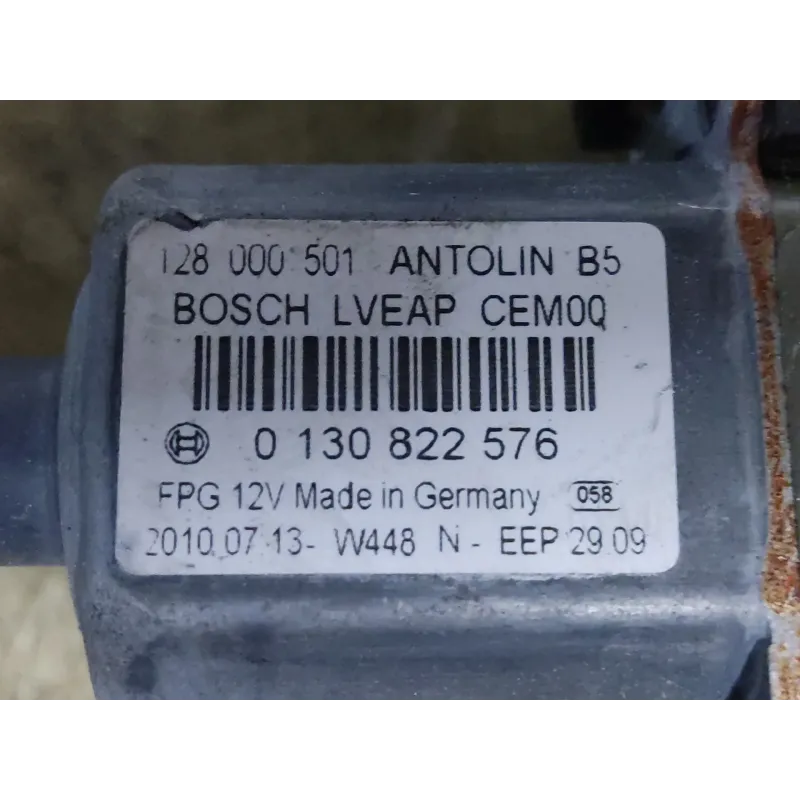 128 000 501 ANTOLIN B5
BOSCH LVEAP CEM0Q
0 130 822 576
FPG 12V Made in Germany 058
2010.07.13- W448 N - EEP 29.09